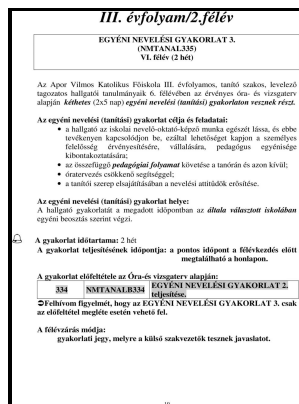 III. évfolyam/2.félév
EGYÉNI NEVELÉSI GYAKORLAT 3.
(NMTANAL335)
VI. félév (2 hét)
Az Apor Vilmos Katolikus Főiskola III. évfolyamos, tanító szakos, levelező
tagozatos hallgatói tanulmányaik 6. félévében az érvényes óra- és vizsgaterv
alapján kéthetes (2x5 nap) egyéni nevelési (tanítási) gyakorlaton vesznek részt.
Az egyéni nevelési (tanítási) gyakorlat célja és feladatai:
• a hallgató az iskolai nevelő-oktató-képző munka egészét lássa, és ebbe
tevékenyen kapcsolódjon be, ezáltal lehetőséget kapjon a személyes
felelősség érvényesítésére, vállalására, pedagógus egyénisége
kibontakoztatására;
• az összefüggő pedagógiai folyamat követése a tanórán és azon kívül;
• óratervezés csökkenő segítséggel;
• a tanítói szerep elsajátításában a nevelési attitűdök erősítése.
Az egyéni nevelési (tanítási) gyakorlat helye:
A hallgató gyakorlatát a megadott időpontban az általa választott iskolában
egyéni beosztás szerint végzi.
A gyakorlat időtartama: 2 hét
A gyakorlat teljesítésének időpontja: a pontos időpont a félévkezdés előtt
megtalálható a honlapon.
A gyakorlat előfeltétele az Óra-és vizsgaterv alapján:
334 NMTANALB334 EGYÉNI NEVELÉSI GYAKORLAT 2.
teljesítése.
➲Felhívom figyelmét, hogy az EGYÉNI NEVELÉSI GYAKORLAT 3. csak
az előfeltétel megléte esetén vehető fel.
A félévzárás módja:
gyakorlati jegy, melyre a külső szakvezetők tesznek javaslatot.